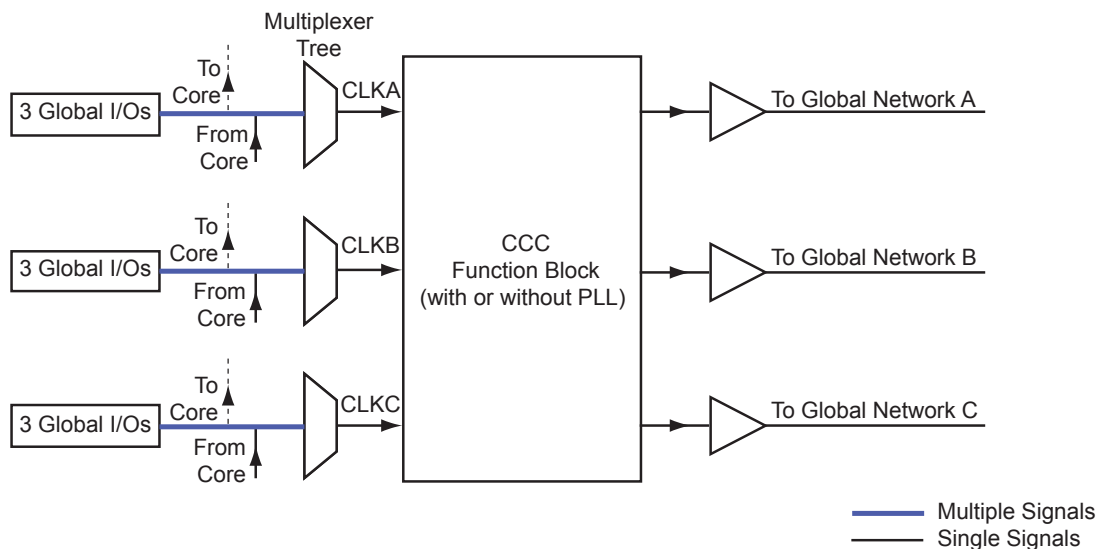 Multiplexer
Tree
To
Core
3 Global I/Os
From
Core
CLKA
To Global Network A
To
Core
3 Global I/Os
From
Core
CLKB
CCC
Function Block
(with or without PLL)
To Global Network B
To
Core
3 Global I/Os
From
Core
CLKC
To Global Network C
Multiple Signals
Single Signals